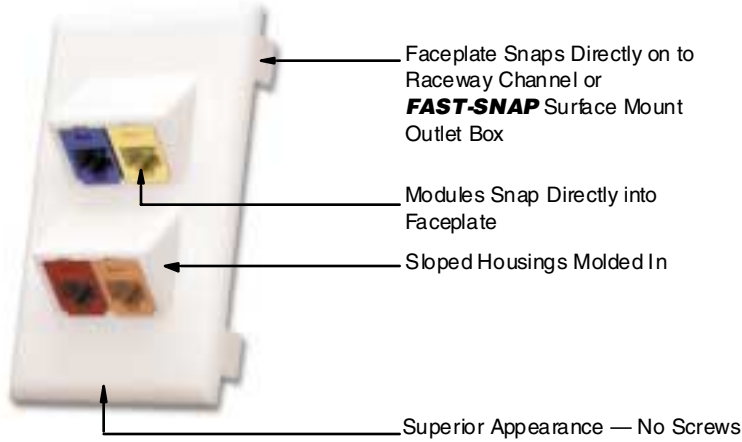 Faceplate Snaps Directly on to
Raceway Channel or
FAST-SNAP Surface Mount
Outlet Box
Modules Snap Directly into
Faceplate
Sloped Housings Molded In
Superior Appearance — No Screws